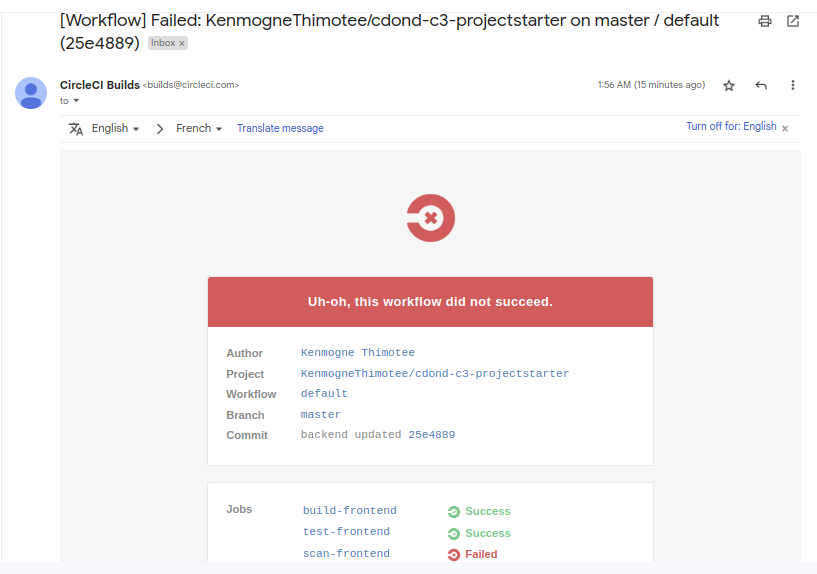 [Workflow] Failed: KenmogneThimotee/cdond-c3-projectstarter on master / default
(25e4889) Inbox x
CircleCI Builds <builds@circleci.com> 1:56 AM (15 minutes ago)
to
English > French Translate message Turn off for: English x
Uh-oh, this workflow did not succeed.
Author Kenmogne Thimotee
Project KenmogneThimotee/cdond-c3-projectstarter
Workflow default
Branch master
Commit backend updated 25e4889
Jobs build-frontend Success
test-frontend Success
scan-frontend Failed